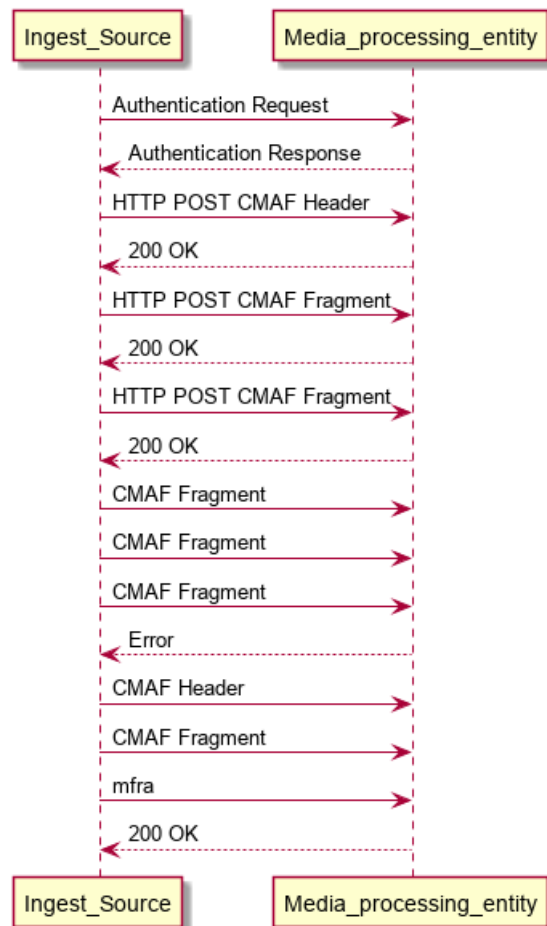 Ingest_Source Media_processing_entity
Authentication Request
Authentication Response
HTTP POST CMAF Header
200 OK
HTTP POST CMAF Fragment
200 OK
HTTP POST CMAF Fragment
200 OK
CMAF Fragment
CMAF Fragment
CMAF Fragment
Error
CMAF Header
CMAF Fragment
mfra
200 OK
Ingest_Source Media_processing_entity